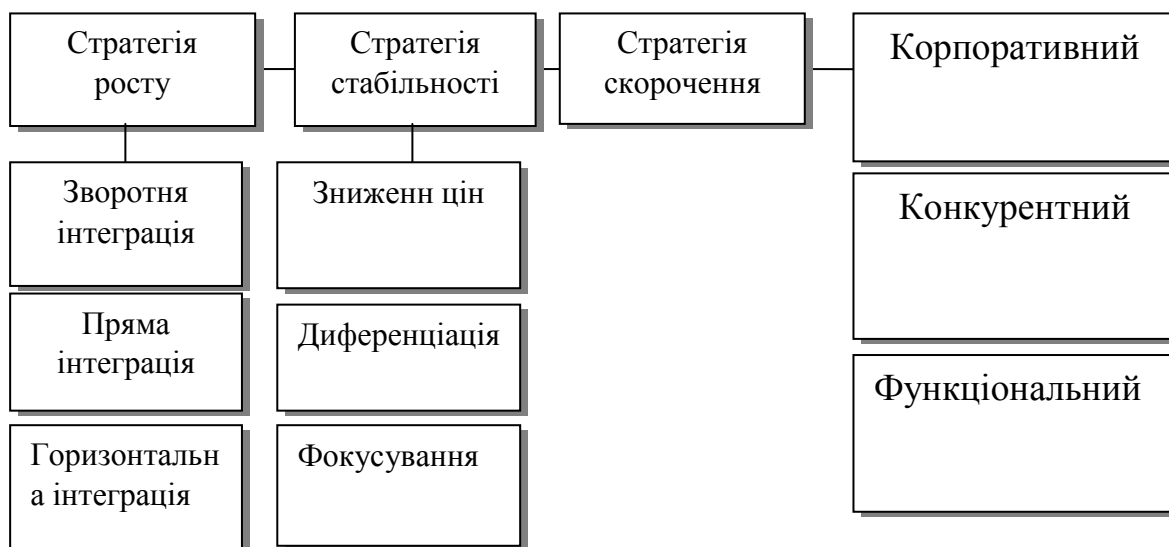 Стратегія
росту
Стратегія
стабільності
Стратегія
скорочення
Корпоративний
Зворотня
інтеграція
Зниженн цін
Конкурентний
Пряма
інтеграція
Диференціація
Функціональний
Горизонтальн
а інтеграція
Фокусування